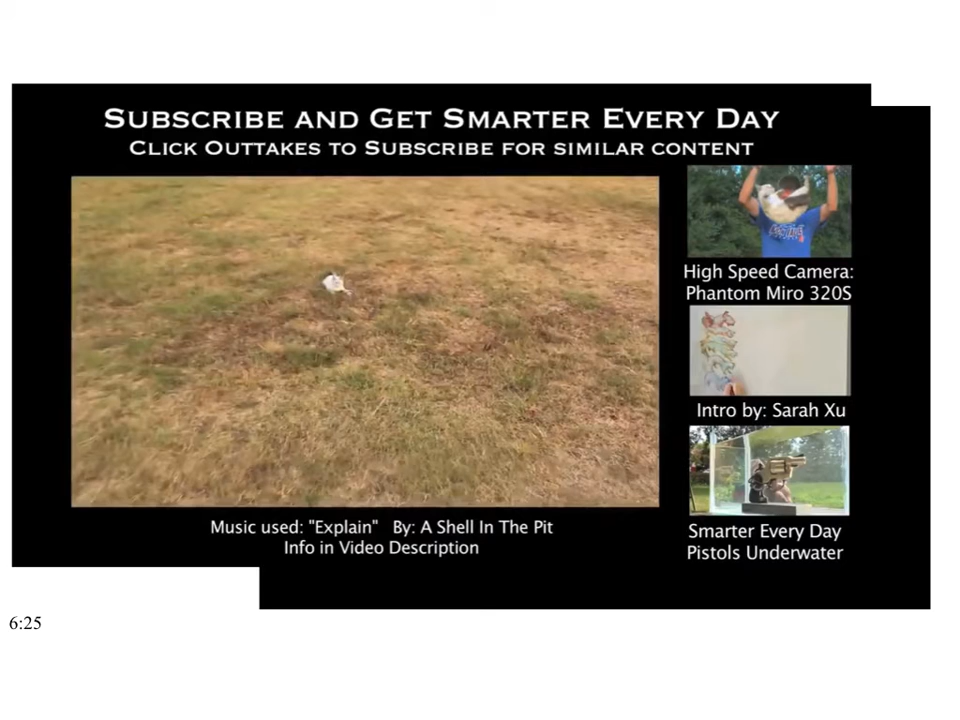 SUBSCRIBE AND GET SMARTER EVERY DAY
CLICK OUTTAKES TO SUBSCRIBE FOR SIMILAR CONTENT
High Speed Camera:
Phantom Miro 320S
Intro by: Sarah Xu
Smarter Every Day
Pistols Underwater
Music used: "Explain" By: A Shell In The Pit
Info in Video Description
6:25